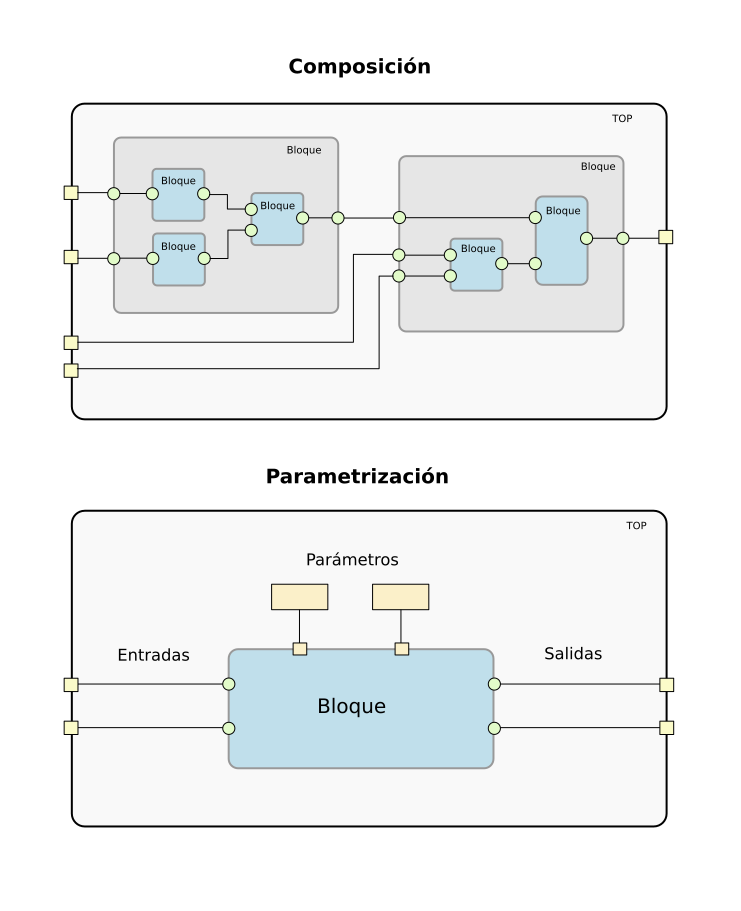 Composición
TOP
Bloque
Bloque
Bloque
Bloque
Bloque
Bloque
Bloque
Parametrización
TOP
Parámetros
Entradas
Salidas
Bloque